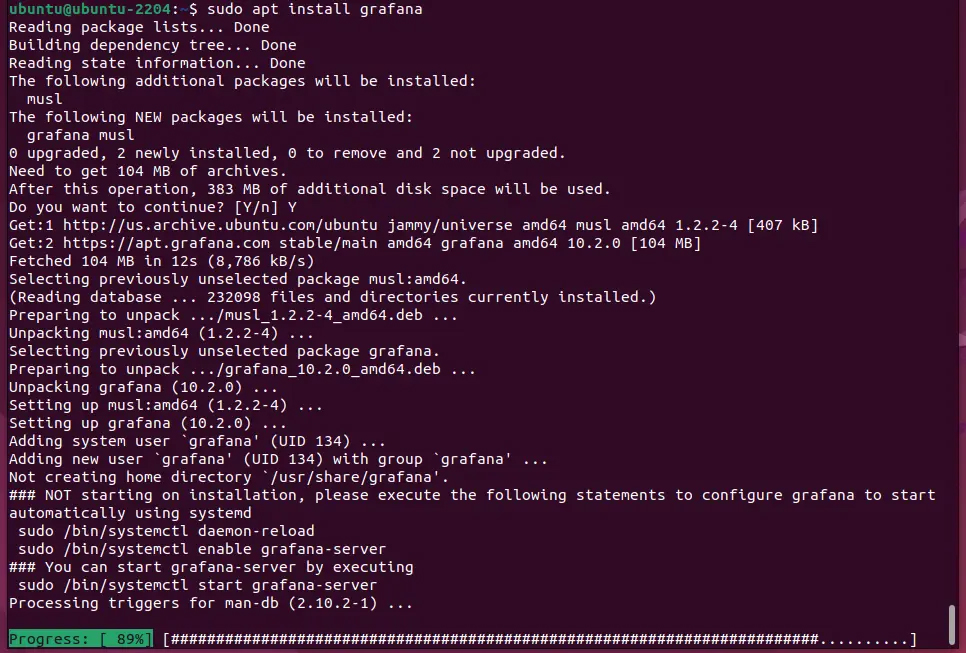 ubuntu@ubuntu-2204:~$ sudo apt install grafana
Reading package lists... Done
Building dependency tree... Done
Reading state information... Done
The following additional packages will be installed:
  musl
The following NEW packages will be installed:
  grafana musl
0 upgraded, 2 newly installed, 0 to remove and 2 not upgraded.
Need to get 104 MB of archives.
After this operation, 383 MB of additional disk space will be used.
Do you want to continue? [Y/n] Y
Get:1 http://us.archive.ubuntu.com/ubuntu jammy/universe amd64 musl amd64 1.2.2-4 [407 kB]
Get:2 https://apt.grafana.com stable/main amd64 grafana amd64 10.2.0 [104 MB]
Fetched 104 MB in 12s (8,786 kB/s)
Selecting previously unselected package musl:amd64.
(Reading database ... 232098 files and directories currently installed.)
Preparing to unpack .../musl_1.2.2-4_amd64.deb ...
Unpacking musl:amd64 (1.2.2-4) ...
Selecting previously unselected package grafana.
Preparing to unpack .../grafana_10.2.0_amd64.deb ...
Unpacking grafana (10.2.0) ...
Setting up musl:amd64 (1.2.2-4) ...
Setting up grafana (10.2.0) ...
Adding system user `grafana' (UID 134) ...
Adding new user `grafana' (UID 134) with group `grafana' ...
Not creating home directory `/usr/share/grafana'.
### NOT starting on installation, please execute the following statements to configure grafana to start
automatically using systemd
 sudo /bin/systemctl daemon-reload
 sudo /bin/systemctl enable grafana-server
### You can start grafana-server by executing
 sudo /bin/systemctl start grafana-server
Processing triggers for man-db (2.10.2-1) ...
Progress: [ 89%] [########################################################################..........]